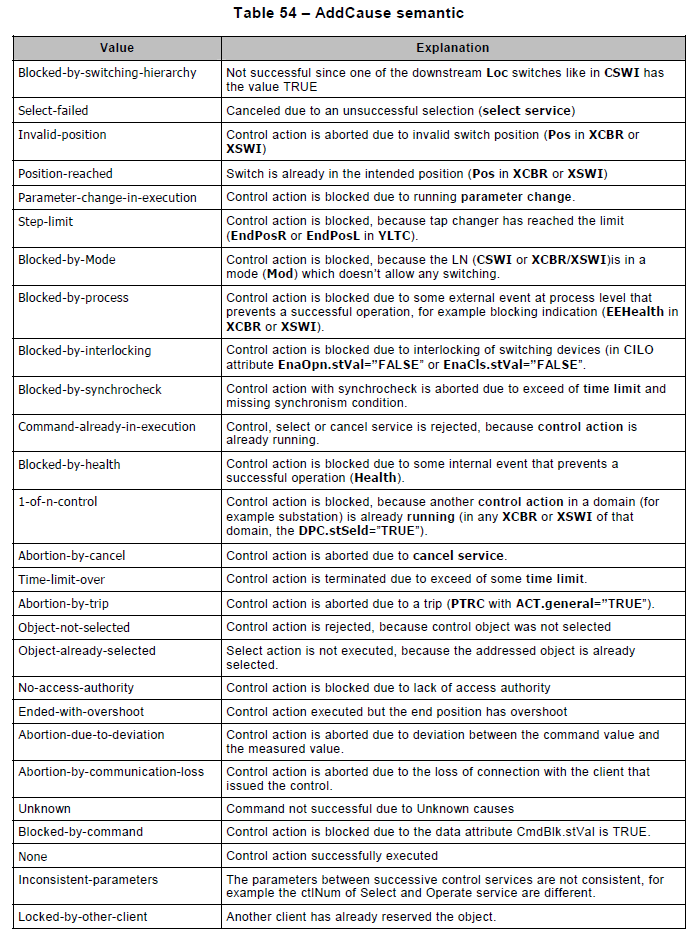 Table 54 – AddCause semantic
Value Explanation
Blocked-by-switching-hierarchy Not successful since one of the downstream Loc switches like in CSWI has
the value TRUE
Select-failed Canceled due to an unsuccessful selection (select service)
Invalid-position Control action is aborted due to invalid switch position (Pos in XCBR or
XSWI)
Position-reached Switch is already in the intended position (Pos in XCBR or XSWI)
Parameter-change-in-execution Control action is blocked due to running parameter change.
Step-limit Control action is blocked, because tap changer has reached the limit
(EndPosR or EndPosL in YLTC).
Blocked-by-Mode Control action is blocked, because the LN (CSWI or XCBR/XSWI)is in a
mode (Mod) which doesn't allow any switching.
Blocked-by-process Control action is blocked due to some external event at process level that
prevents a successful operation, for example blocking indication (EEHealth in
XCBR or XSWI).
Blocked-by-interlocking Control action is blocked due to interlocking of switching devices (in CILO
attribute EnaOpn.stVal="FALSE" or EnaCls.stVal="FALSE".
Blocked-by-synchrocheck Control action with synchrocheck is aborted due to exceed of time limit and
missing synchronism condition.
Command-already-in-execution Control, select or cancel service is rejected, because control action is
already running.
Blocked-by-health Control action is blocked due to some internal event that prevents a
successful operation (Health).
1-of-n-control Control action is blocked, because another control action in a domain (for
example substation) is already running (in any XCBR or XSWI of that
domain, the DPC.stSeld="TRUE").
Abortion-by-cancel Control action is aborted due to cancel service.
Time-limit-over Control action is terminated due to exceed of some time limit.
Abortion-by-trip Control action is aborted due to a trip (PTRC with ACT.general="TRUE").
Object-not-selected Control action is rejected, because control object was not selected
Object-already-selected Select action is not executed, because the addressed object is already
selected.
No-access-authority Control action is blocked due to lack of access authority
Ended-with-overshoot Control action executed but the end position has overshoot
Abortion-due-to-deviation Control action is aborted due to deviation between the command value and
the measured value.
Abortion-by-communication-loss Control action is aborted due to the loss of connection with the client that
issued the control.
Unknown Command not successful due to Unknown causes
Blocked-by-command Control action is blocked due to the data attribute CmdBlk.stVal is TRUE.
None Control action successfully executed
Inconsistent-parameters The parameters between successive control services are not consistent, for
example the ctlNum of Select and Operate service are different.
Locked-by-other-client Another client has already reserved the object.